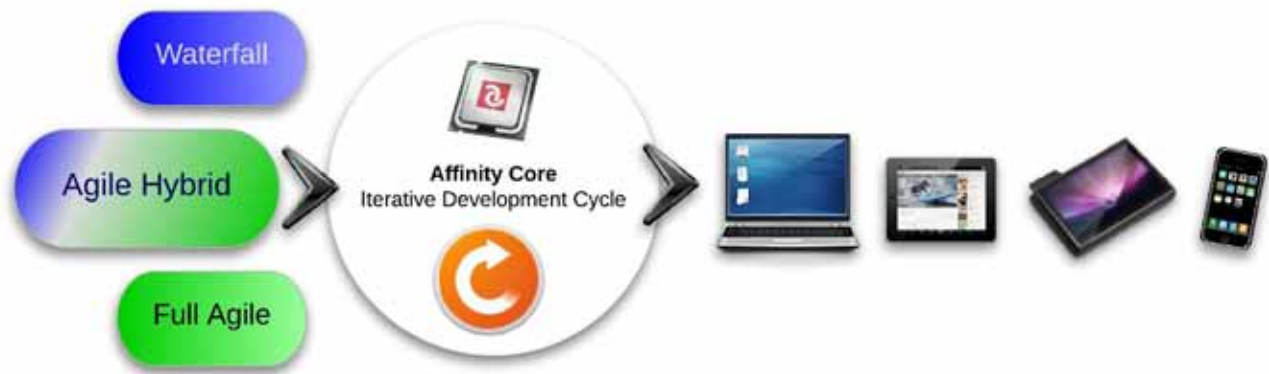 Waterfall
Agile Hybrid
Full Agile
Affinity Core
Iterative Development Cycle